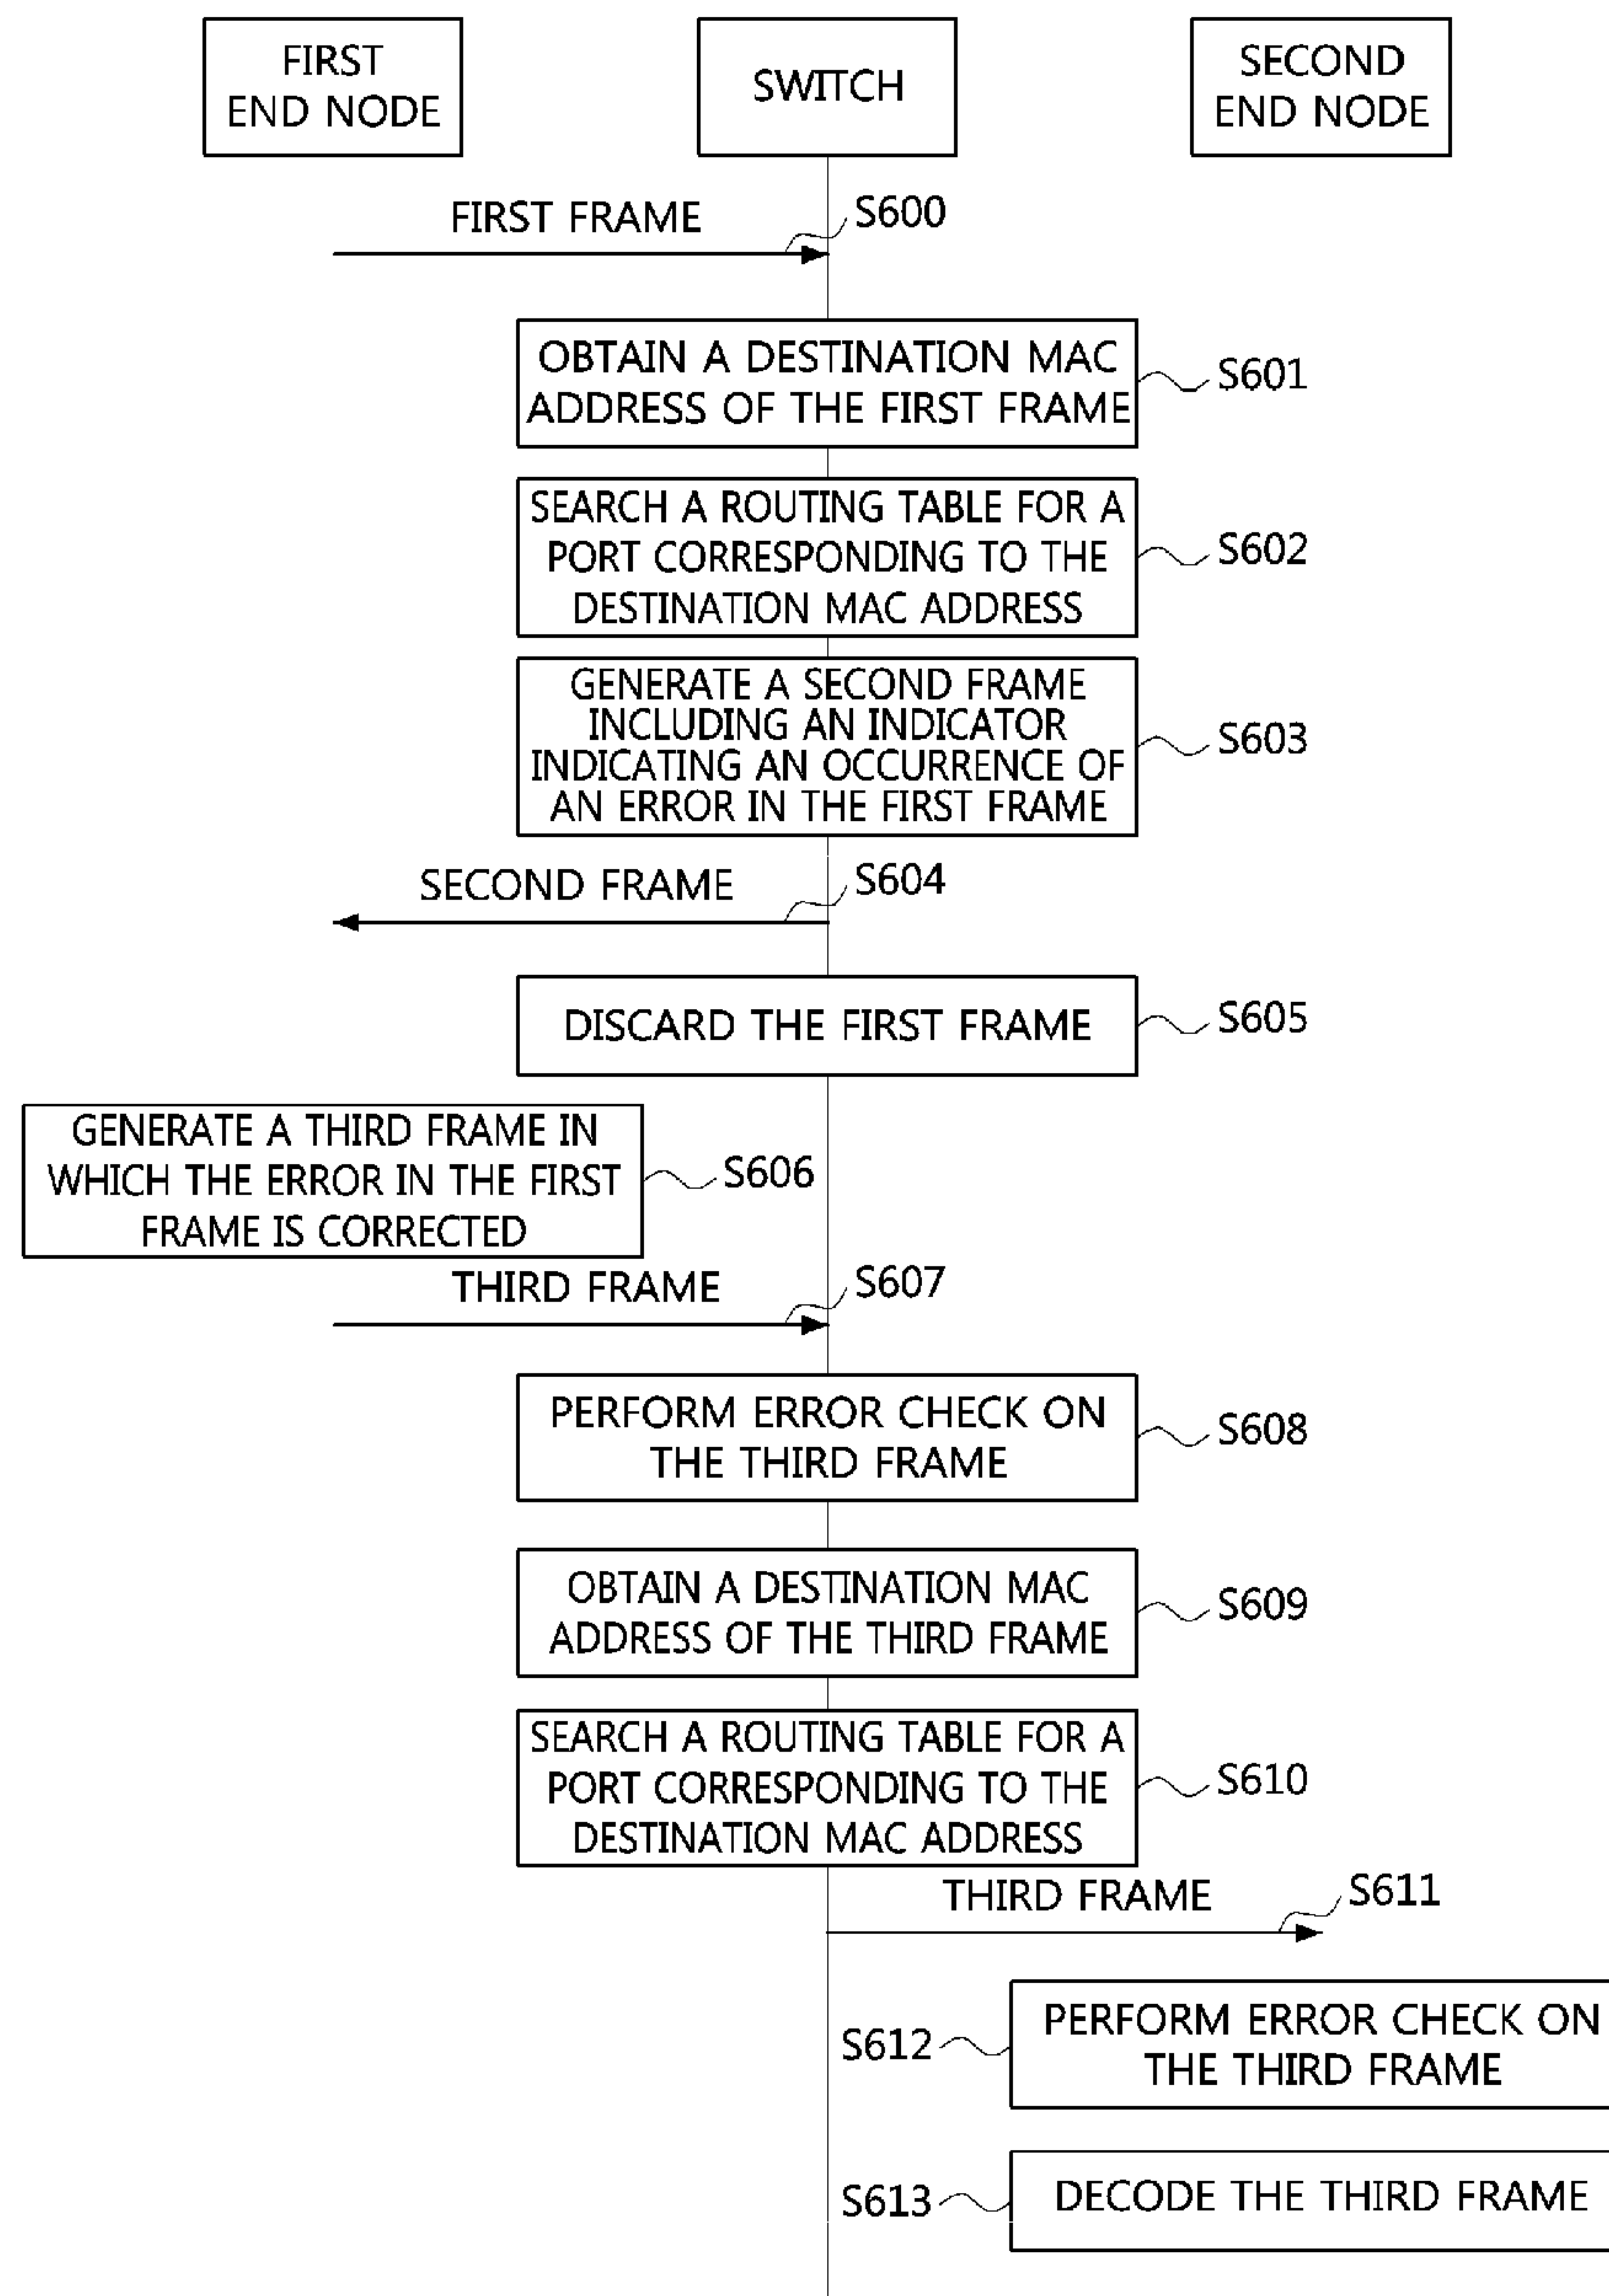 FIRST
END NODE
SWITCH
SECOND
END NODE
FIRST FRAME
S600
OBTAIN A DESTINATION MAC
ADDRESS OF THE FIRST FRAME
S601
SEARCH A ROUTING TABLE FOR A
PORT CORRESPONDING TO THE
DESTINATION MAC ADDRESS
S602
GENERATE A SECOND FRAME
INCLUDING AN INDICATOR
INDICATING AN OCCURRENCE OF
AN ERROR IN THE FIRST FRAME
S603
SECOND FRAME
S604
DISCARD THE FIRST FRAME
S605
GENERATE A THIRD FRAME IN
WHICH THE ERROR IN THE FIRST
FRAME IS CORRECTED
S606
THIRD FRAME
S607
PERFORM ERROR CHECK ON
THE THIRD FRAME
S608
OBTAIN A DESTINATION MAC
ADDRESS OF THE THIRD FRAME
S609
SEARCH A ROUTING TABLE FOR A
PORT CORRESPONDING TO THE
DESTINATION MAC ADDRESS
S610
THIRD FRAME
S611
S612
PERFORM ERROR CHECK ON
THE THIRD FRAME
S613
DECODE THE THIRD FRAME